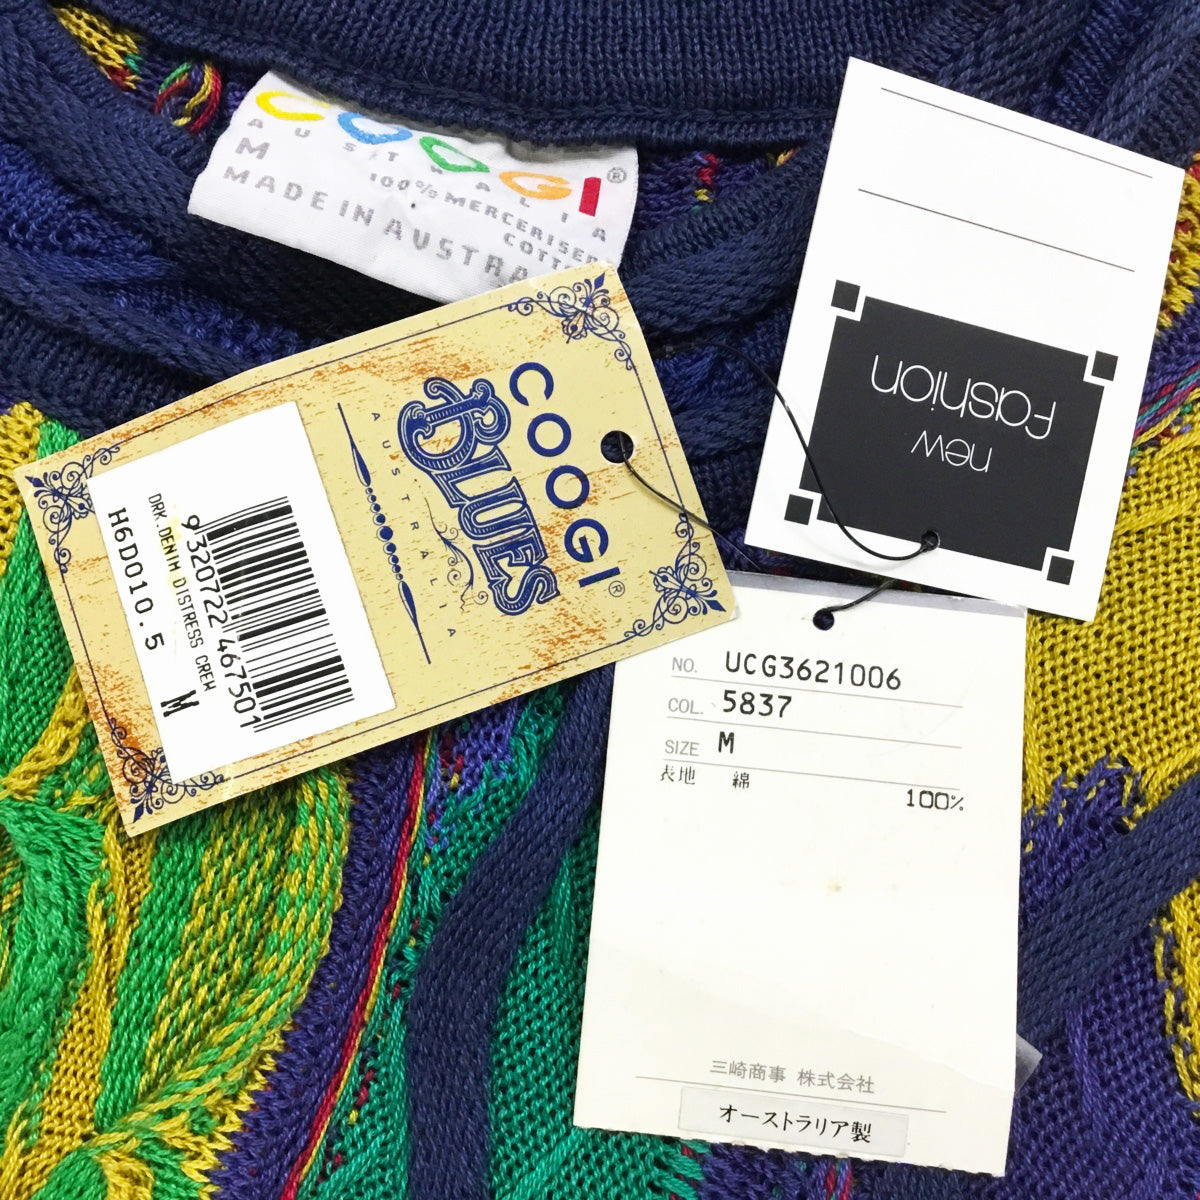 COOGI®
AUSTRALIA
M
100% MERCERISED
MADE IN AUSTRA
COOGI®
BLUES
AUSTRALIA
9320722 467501
DRK.DENIM DISTRESS CREW
H6D010.5 M
new
Fashion
NO. UCG3621006
COL. 5837
SIZE M
表地 綿
100%
三崎商事 株式会社
オーストラリア製